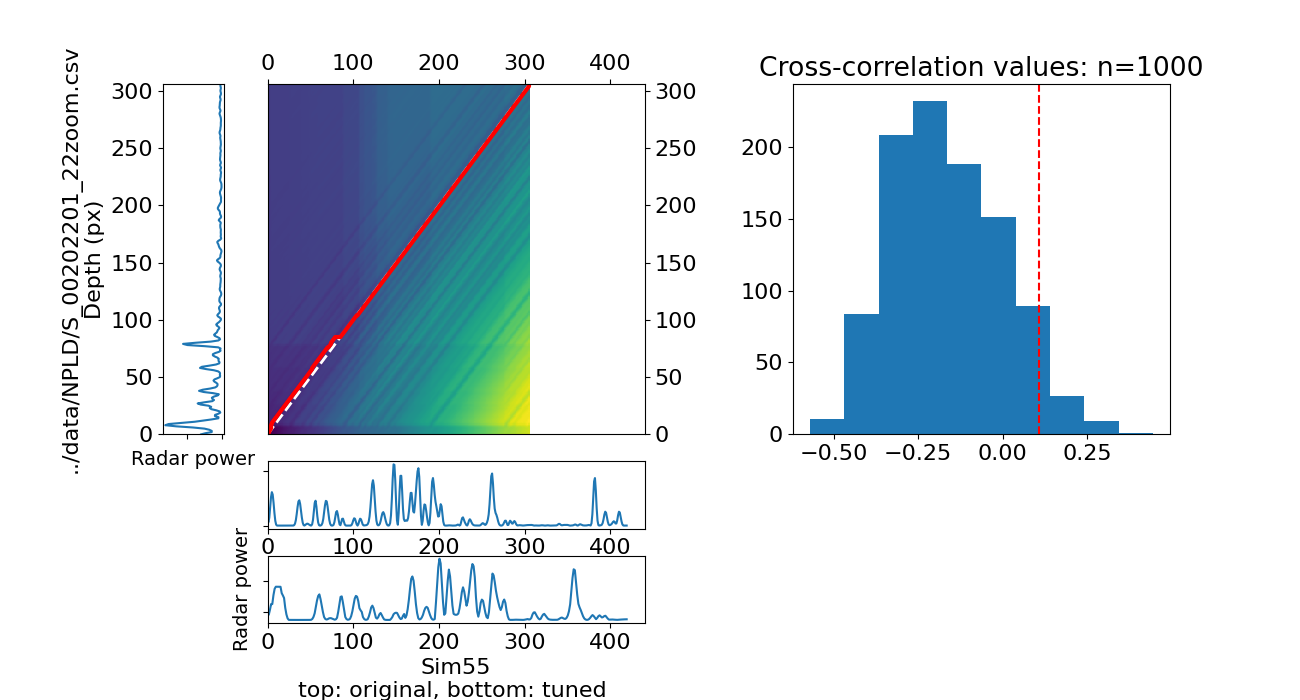 ../data/NPLD/S_00202201_22zoom.csv
Depth (px)
300
250
200
150
100
50
0
Radar power
0 100 200 300 400
300
250
200
150
100
50
0
0 100 200 300 400
Radar power
0 100 200 300 400
Sim55
top: original, bottom: tuned
Cross-correlation values: n=1000
200
150
100
50
0
−0.50 −0.25 0.00 0.25